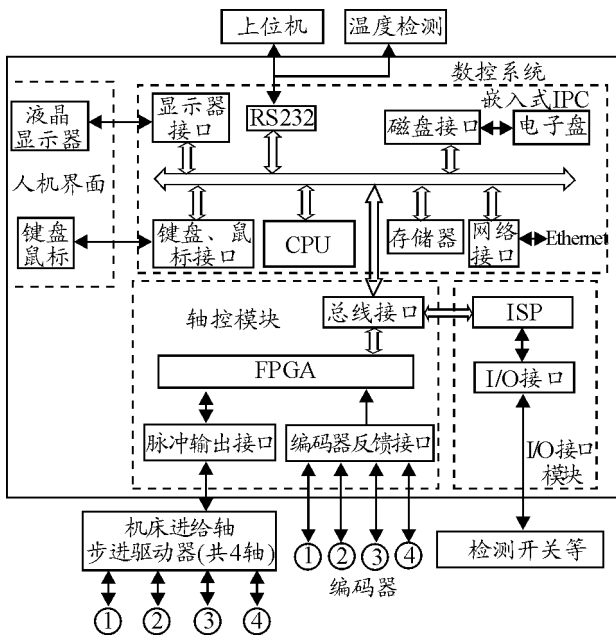 上位机
温度检测
数控系统
嵌入式IPC
液晶
显示器
显示器
接口
RS232
磁盘接口
电子盘
人机界面
键盘
鼠标
键盘、鼠
标接口
CPU
存储器
网络
接口
Ethernet
轴控模块
总线接口
ISP
FPGA
I/O接口
脉冲输出接口
编码器反馈接口
I/O接口
模块
机床进给轴
步进驱动器(共4轴)
① ② ③ ④
编码器
检测开关等
① ② ③ ④